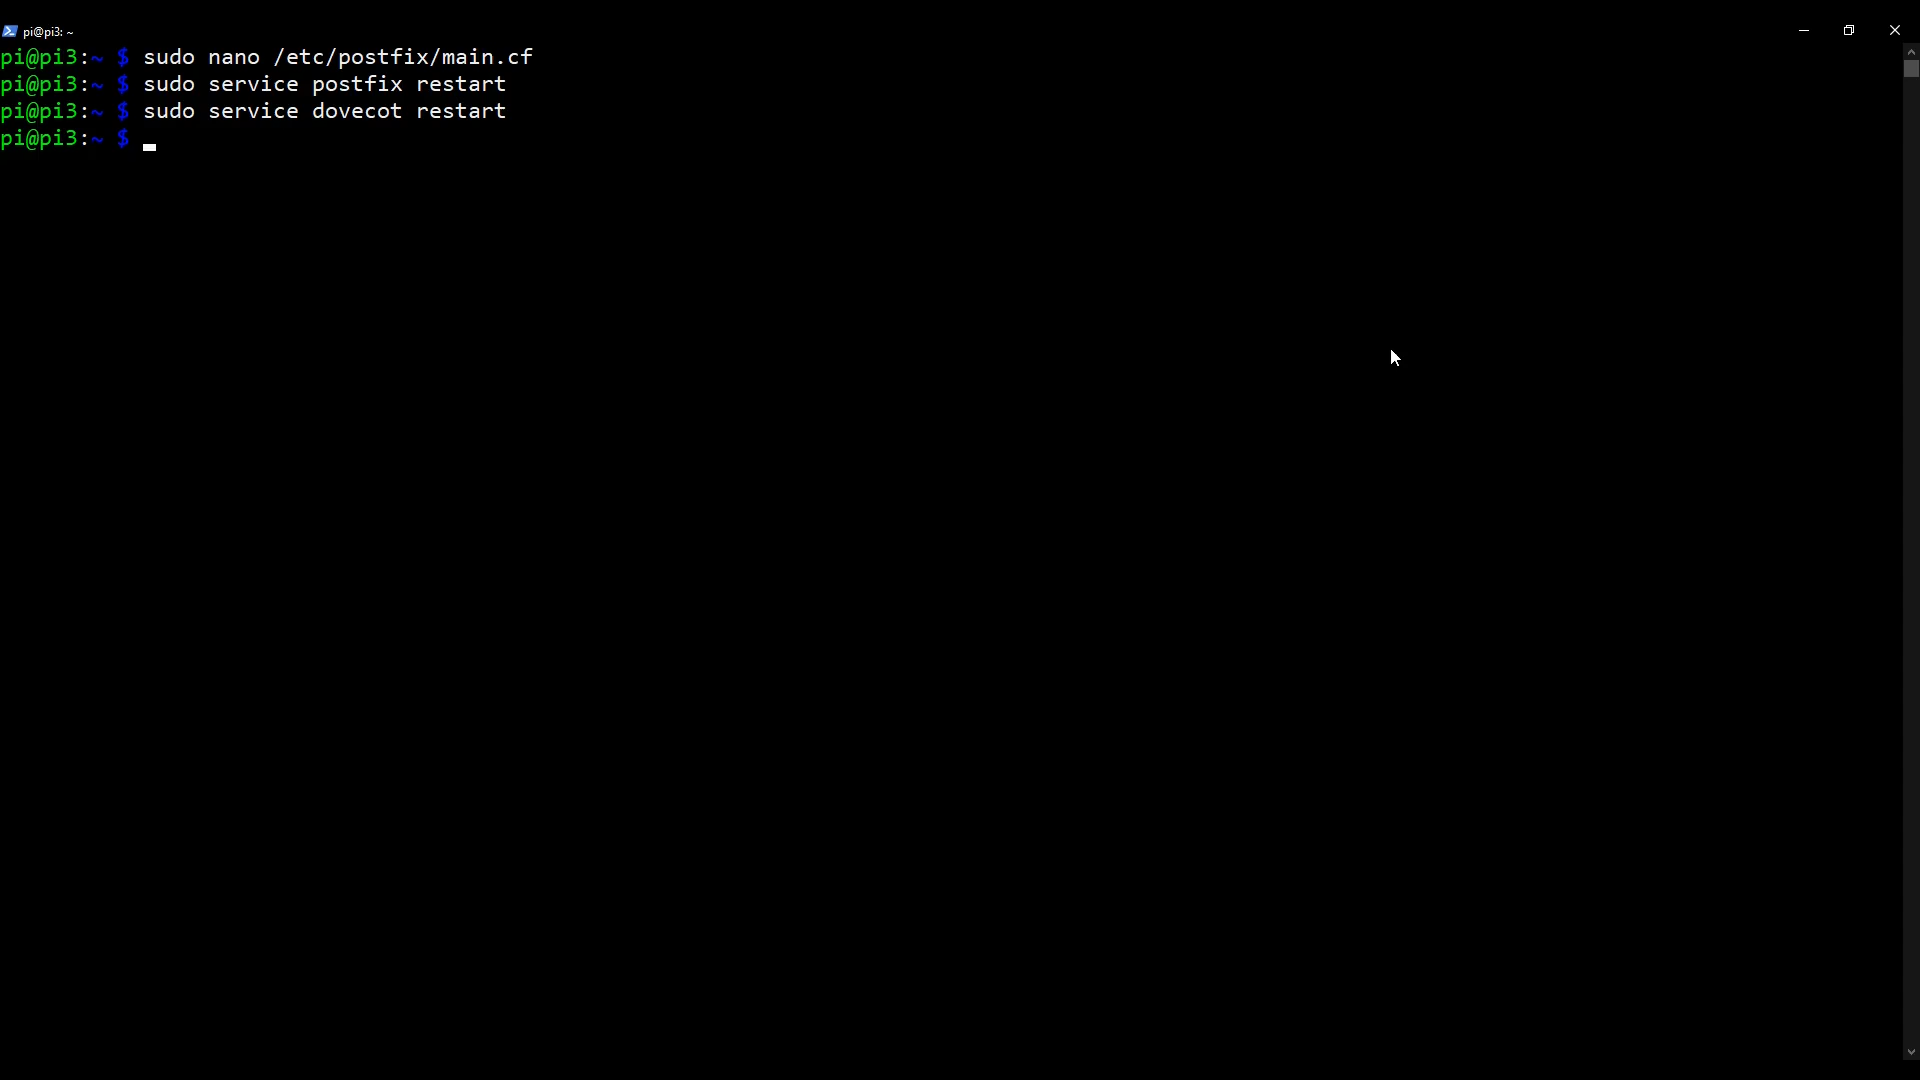 pi@pi3: ~
pi@pi3:~ $ sudo nano /etc/postfix/main.cf
pi@pi3:~ $ sudo service postfix restart
pi@pi3:~ $ sudo service dovecot restart
pi@pi3:~ $